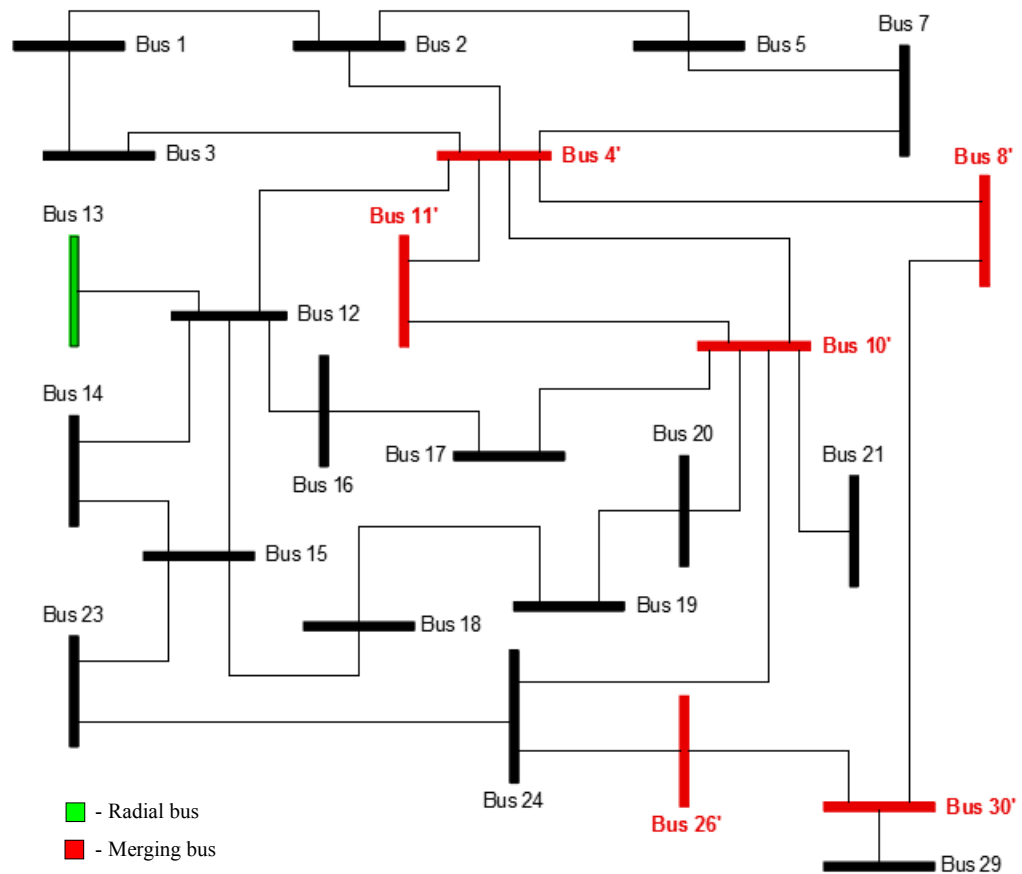 Bus 7
Bus 1
Bus 2
Bus 5
Bus 3
Bus 4'
Bus 8'
Bus 13
Bus 11'
Bus 12
Bus 10'
Bus 14
Bus 20
Bus 17
Bus 21
Bus 16
Bus 15
Bus 23
Bus 19
Bus 18
Bus 24
Bus 26'
Bus 30'
- Radial bus
- Merging bus
Bus 29